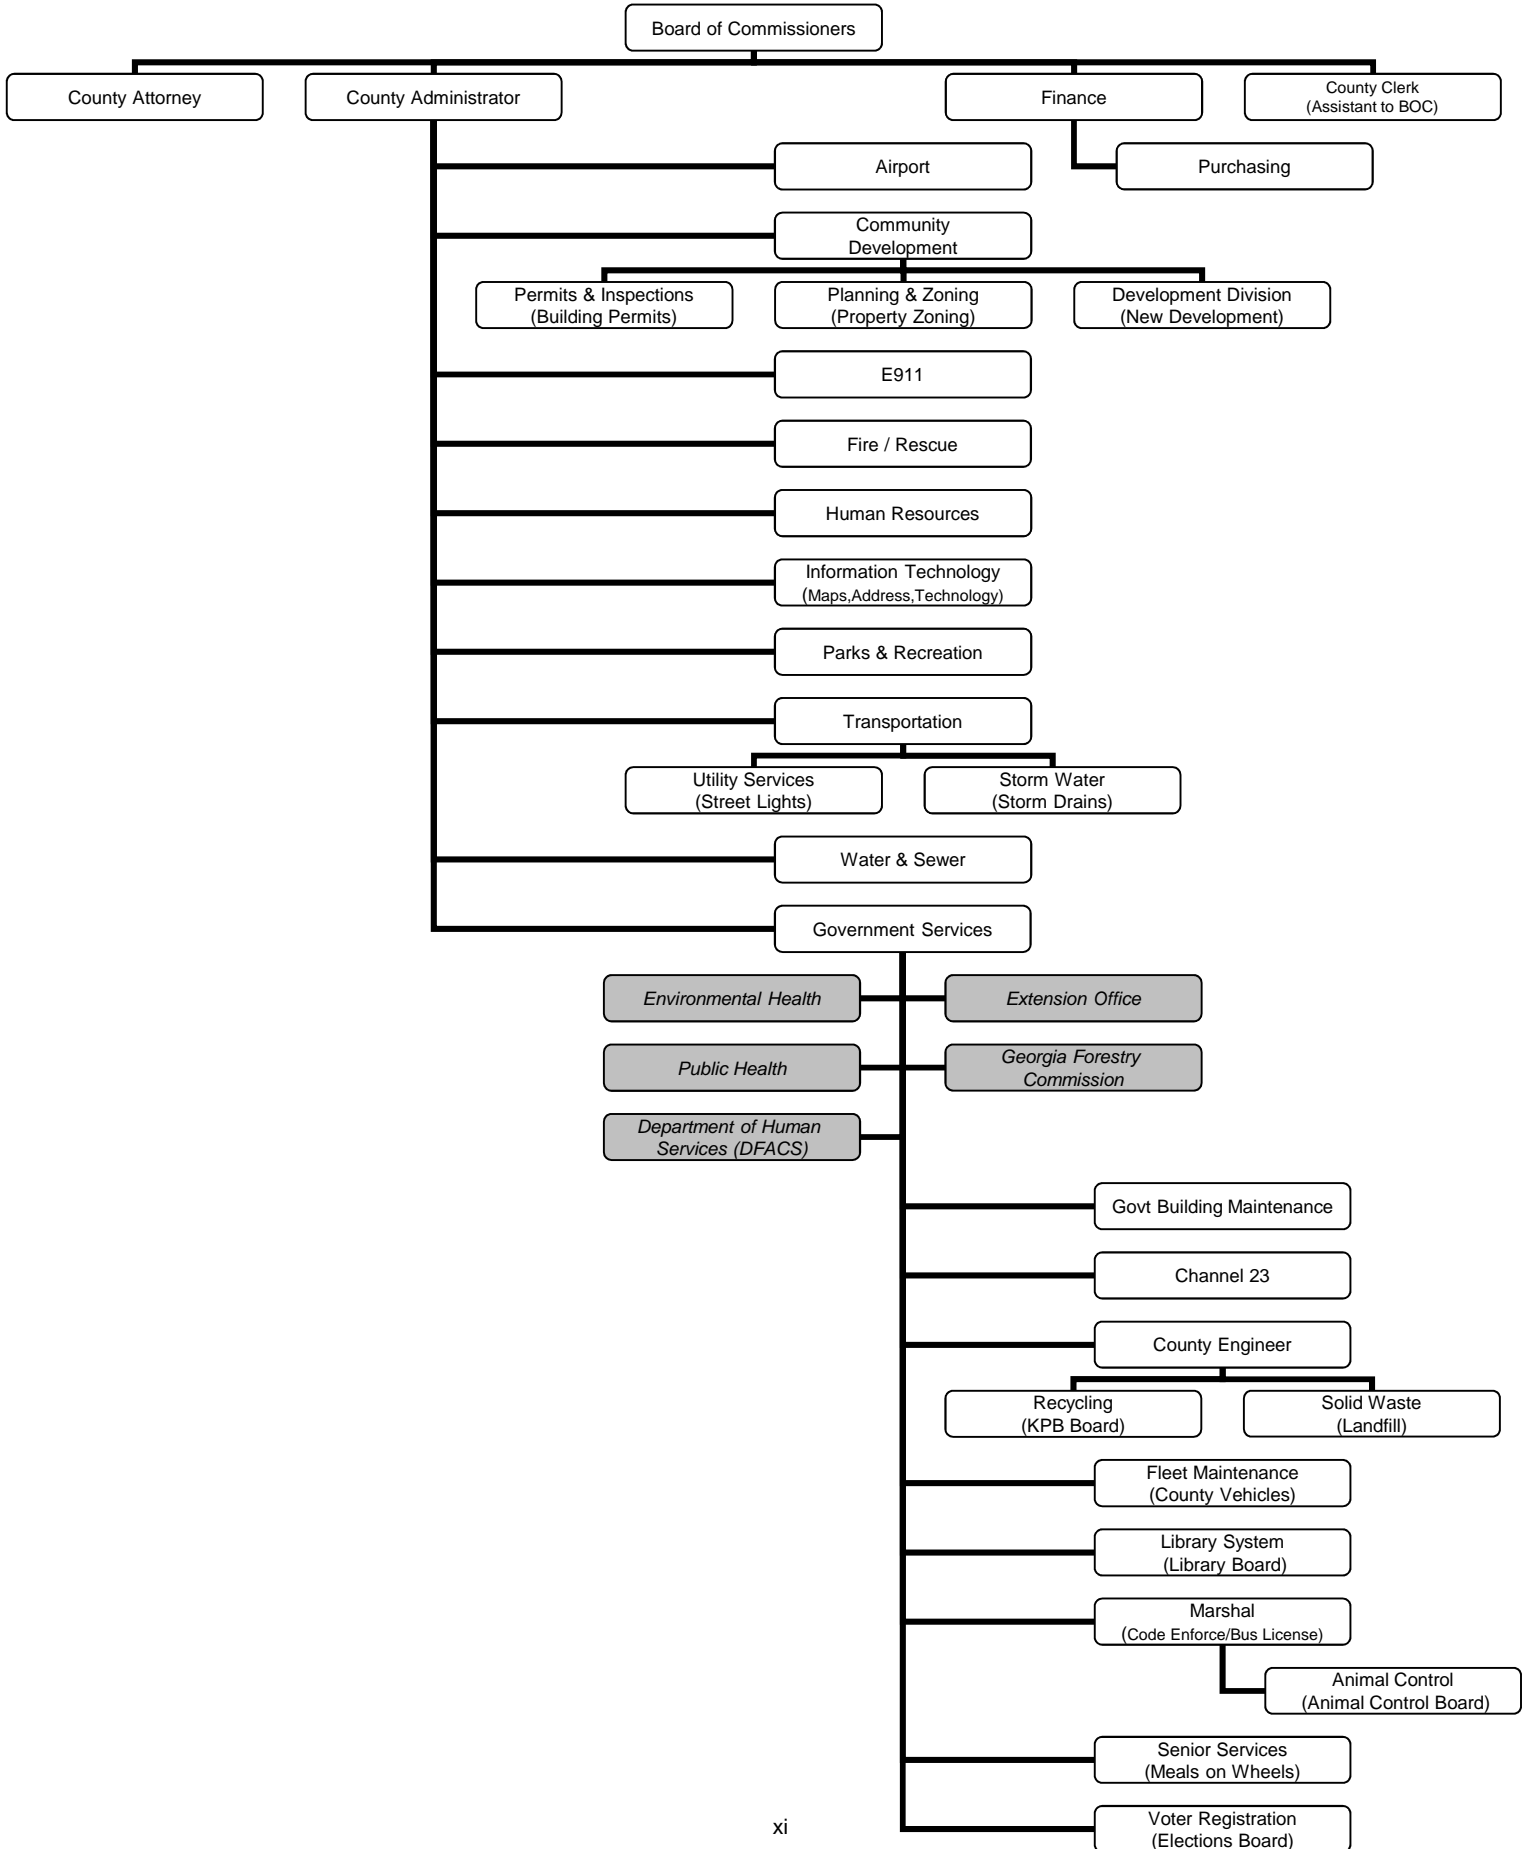 Board of Commissioners
County Attorney
County Administrator
Finance
County Clerk
(Assistant to BOC)
Airport
Purchasing
Community
Development
Permits & Inspections
(Building Permits)
Planning & Zoning
(Property Zoning)
Development Division
(New Development)
E911
Fire / Rescue
Human Resources
Information Technology
(Maps,Address,Technology)
Parks & Recreation
Transportation
Utility Services
(Street Lights)
Storm Water
(Storm Drains)
Water & Sewer
Government Services
Environmental Health
Extension Office
Public Health
Georgia Forestry
Commission
Department of Human
Services (DFACS)
Govt Building Maintenance
Channel 23
County Engineer
Recycling
(KPB Board)
Solid Waste
(Landfill)
Fleet Maintenance
(County Vehicles)
Library System
(Library Board)
Marshal
(Code Enforce/Bus License)
Animal Control
(Animal Control Board)
Senior Services
(Meals on Wheels)
Voter Registration
(Elections Board)
xi